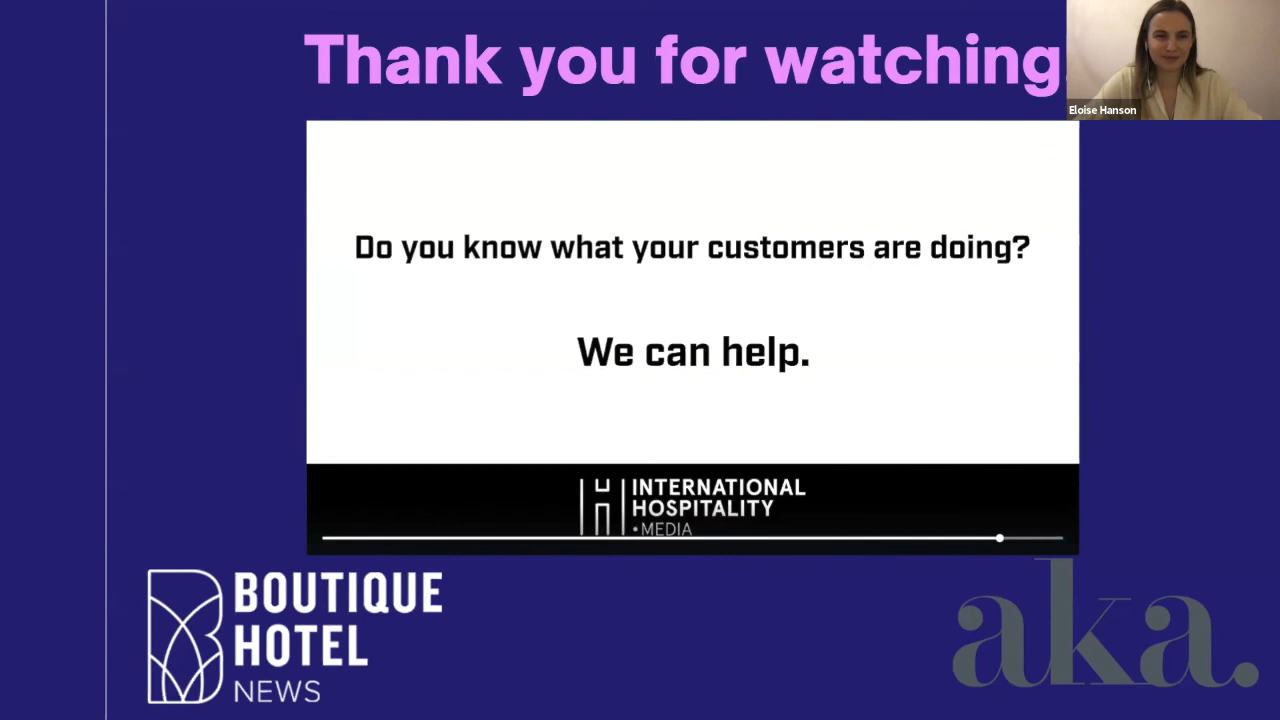 Thank you for watching
Eloise Hanson
Do you know what your customers are doing?
We can help.
INTERNATIONAL
HOSPITALITY
•MEDIA
BOUTIQUE
HOTEL
NEWS
aka.